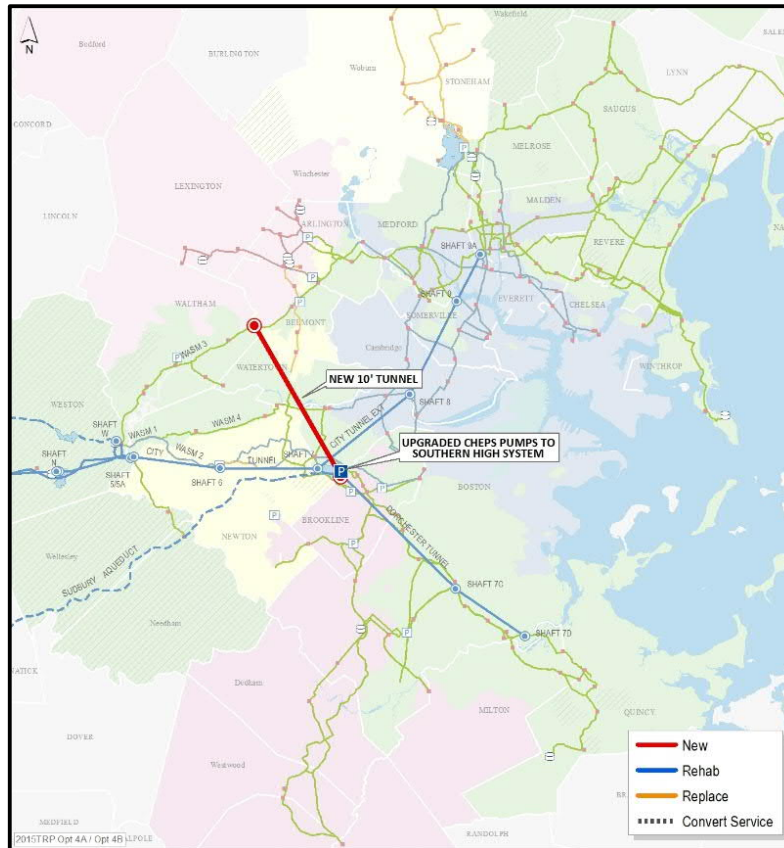 Wakefield
Bedford
BURLINGTON
Woburn
STONEHAM
LYNN
SAUGUS
CONCORD
MELROSE
Winchester
LEXINGTON
ARLINGTON
MEDFORD
MALDEN
LINCOLN
REVERE
SHAFT 9A
WALTHAM
BELMONT
SHAFT 9
EVERETT
CHELSEA
SOMERVILLE
Cambridge
WASM 3
WATERTOWN
WINTHROP
NEW 10' TUNNEL
WESTON
SHAFT 8
WASM 4
CITY TUNNEL EXT
SHAFT W
WASM 1
UPGRADED CHEPS PUMPS TO
SOUTHERN HIGH SYSTEM
SHAFT N
CITY
WASM 2
TUNNEL
SHAFT 7
SHAFT 5/5A
SHAFT 6
BOSTON
BROOKLINE
NEWTON
DORCHESTER TUNNEL
Wellesley
SUDBURY AQUEDUCT
SHAFT 7C
Needham
SHAFT 7D
NATICK
Dedham
MILTON
QUINCY
DOVER
Westwood
New
Rehab
Replace
Convert Service
MEDFIELD
RANDOLPH
2015TRP Opt 4A / Opt 4B
N
P